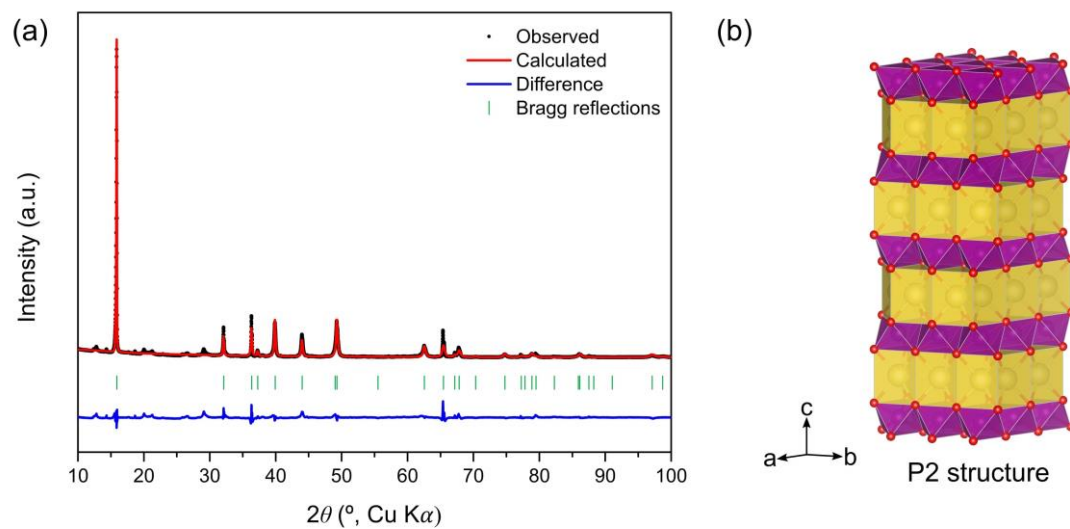 (a)
Observed
Calculated
Difference
Bragg reflections
Intensity (a.u.)
10 20 30 40 50 60 70 80 90 100
2θ (º, Cu Kα)
(b)
c
a
b
P2 structure